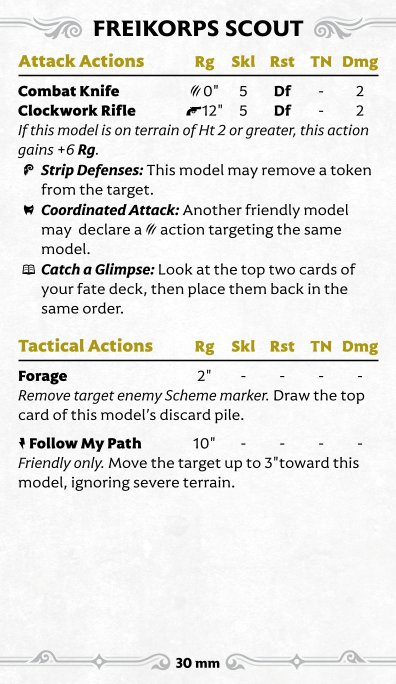 FREIKORPS SCOUT
Attack Actions Rg Skl Rst TN Dmg
Combat Knife 0" 5 Df - 2
Clockwork Rifle 12" 5 Df - 2
If this model is on terrain of Ht 2 or greater, this action
gains +6 Rg.
Strip Defenses: This model may remove a token
from the target.
Coordinated Attack: Another friendly model
may declare a action targeting the same
model.
Catch a Glimpse: Look at the top two cards of
your fate deck, then place them back in the
same order.
Tactical Actions Rg Skl Rst TN Dmg
Forage 2" - - - -
Remove target enemy Scheme marker. Draw the top
card of this model's discard pile.
Follow My Path 10" - - - -
Friendly only. Move the target up to 3"toward this
model, ignoring severe terrain.
30 mm